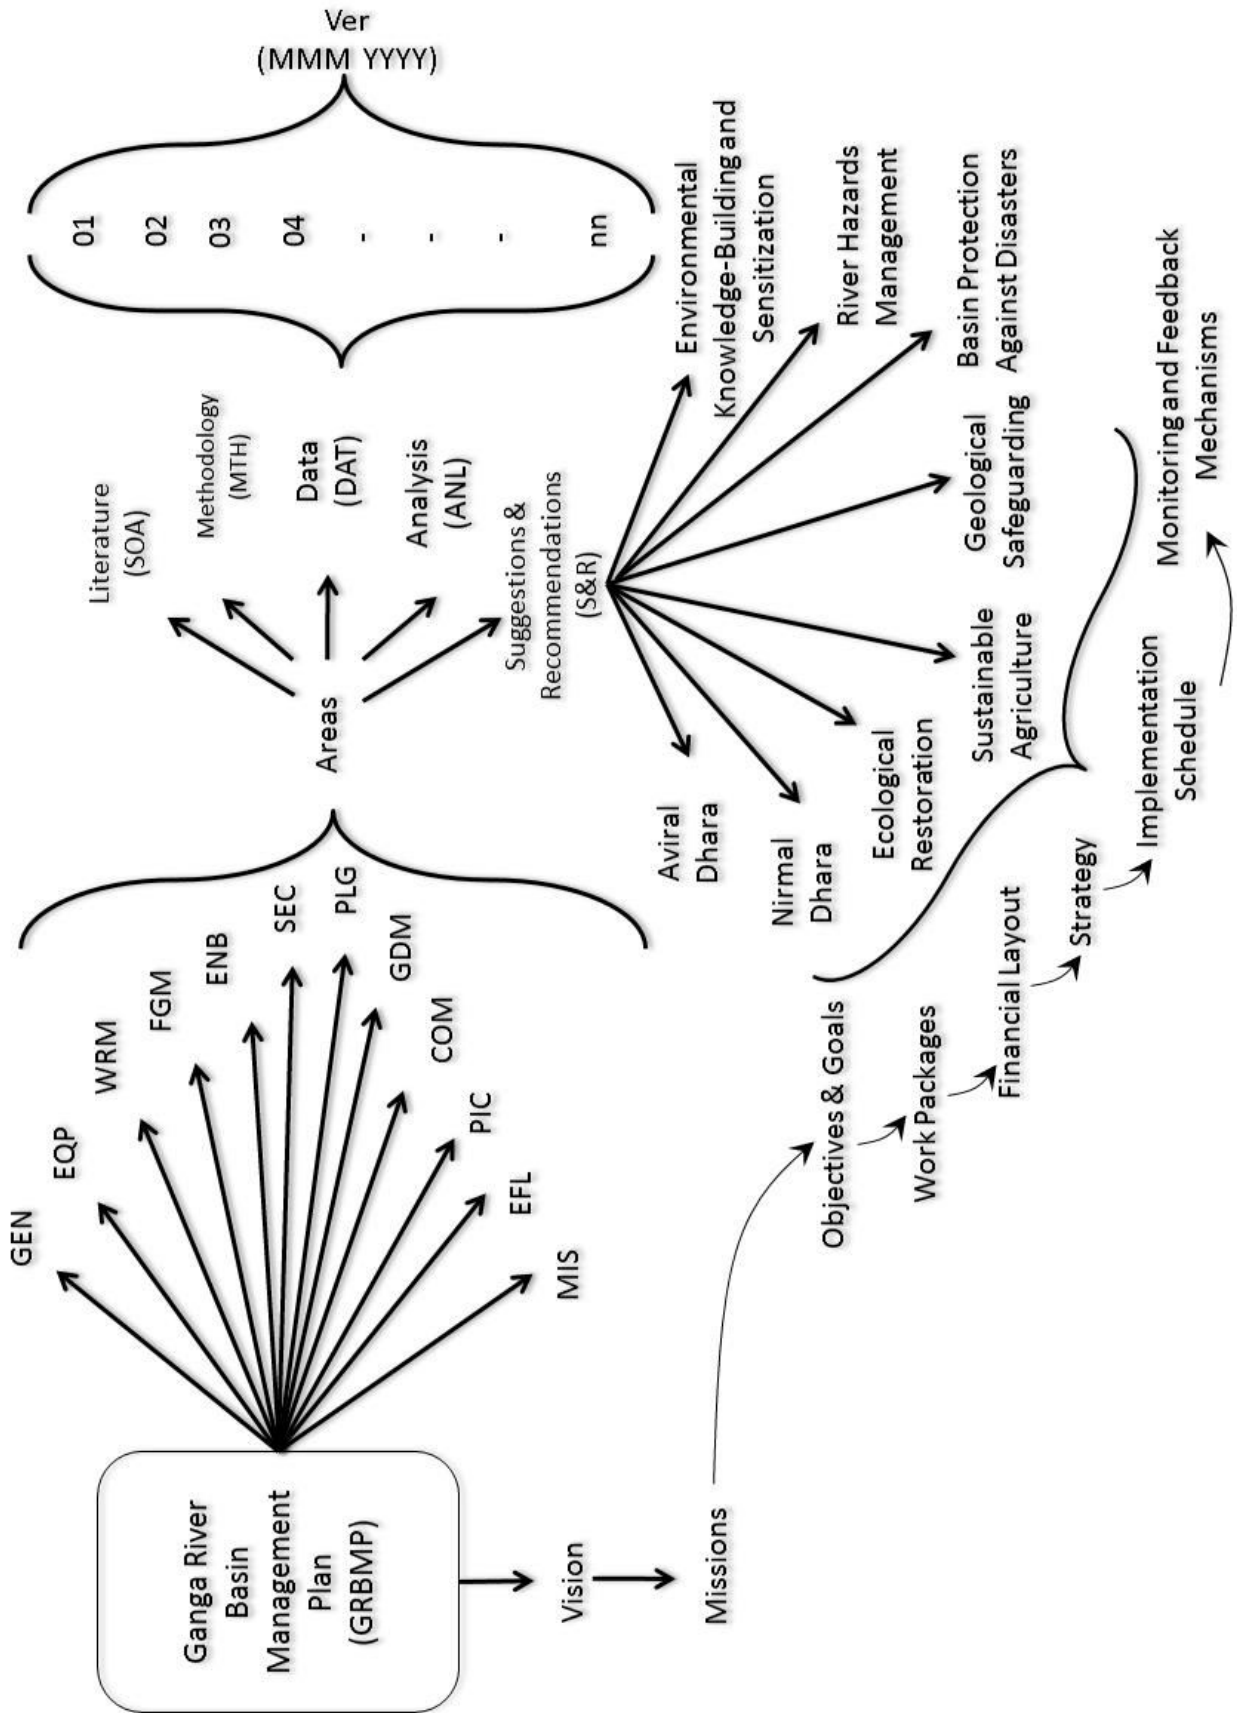 Ganga River
Basin
Management
Plan
(GRBMP)
GEN
EQP
WRM
FGM
ENB
SEC
PLG
GDM
COM
PIC
EFL
MIS
Areas
Literature
(SOA)
Methodology
(MTH)
Data
(DAT)
Analysis
(ANL)
Suggestions &
Recommendations
(S&R)
01
02
03
04
-
-
-
nn
Ver
(MMM YYYY)
Aviral
Dhara
Nirmal
Dhara
Ecological
Restoration
Sustainable
Agriculture
Geological
Safeguarding
Basin Protection
Against Disasters
River Hazards
Management
Environmental
Knowledge-Building and
Sensitization
Vision
Missions
Objectives & Goals
Work Packages
Financial Layout
Strategy
Implementation
Schedule
Monitoring and Feedback
Mechanisms